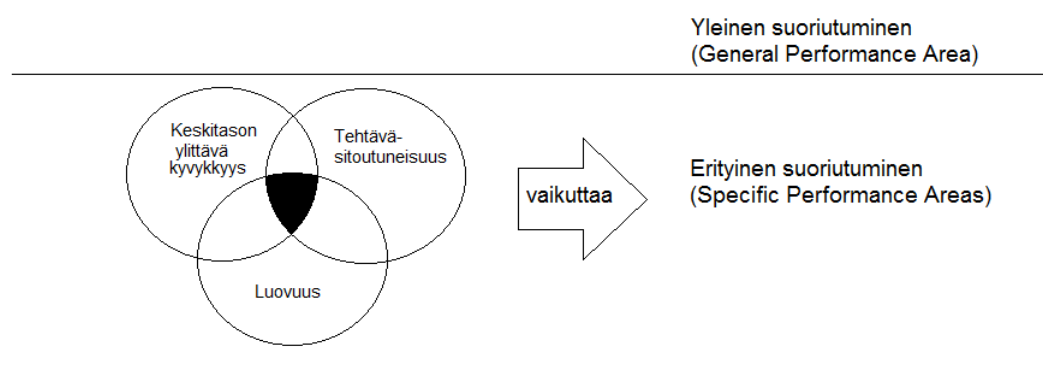 Yleinen suoriutuminen
(General Performance Area)
Keskitason
ylittävä
kyvykkyys
Tehtävä-
sitoutuneisuus
Luovuus
vaikuttaa
Erityinen suoriutuminen
(Specific Performance Areas)